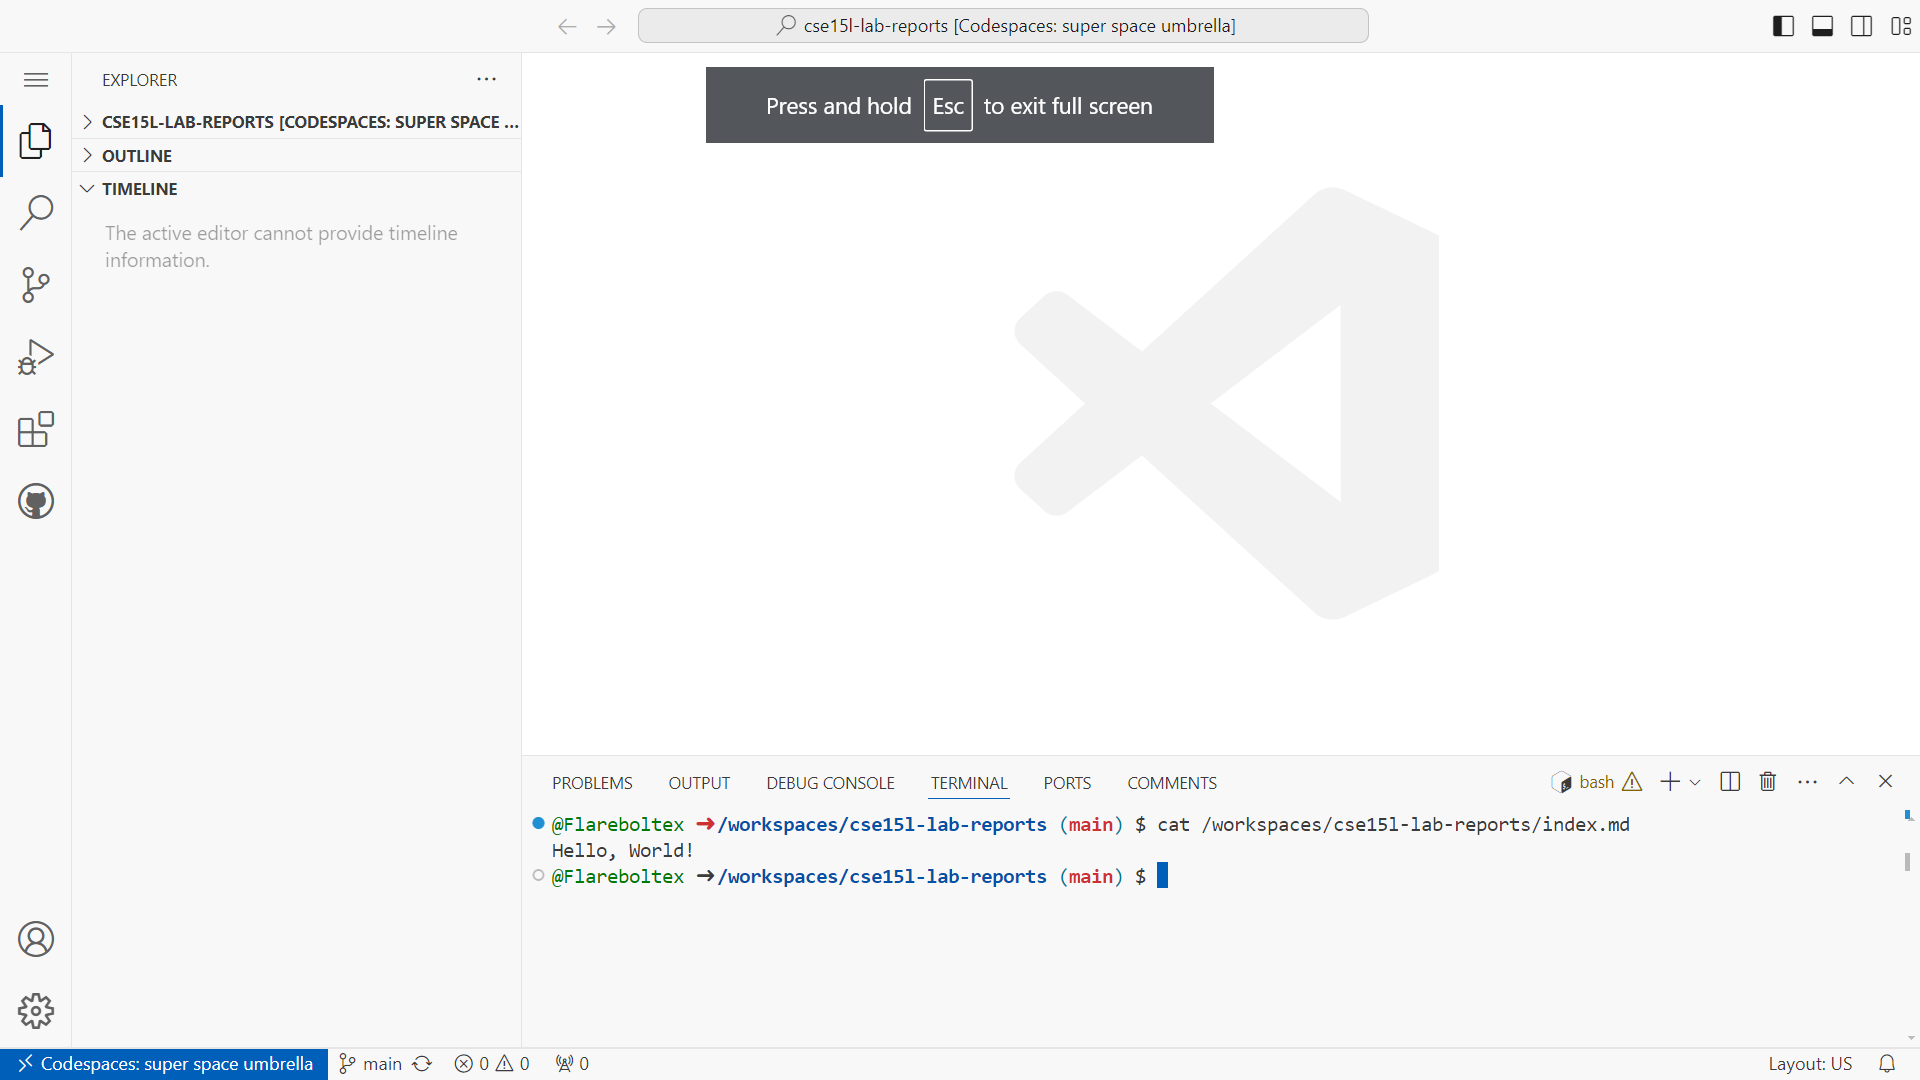 cse15l-lab-reports [Codespaces: super space umbrella]
EXPLORER
CSE15L-LAB-REPORTS [CODESPACES: SUPER SPACE ...
OUTLINE
TIMELINE
The active editor cannot provide timeline
information.
Press and hold Esc to exit full screen
PROBLEMS OUTPUT DEBUG CONSOLE TERMINAL PORTS COMMENTS bash
@Flareboltex ➜/workspaces/cse15l-lab-reports (main) $ cat /workspaces/cse15l-lab-reports/index.md
Hello, World!
@Flareboltex ➜/workspaces/cse15l-lab-reports (main) $
Codespaces: super space umbrella main 0 0 0 Layout: US